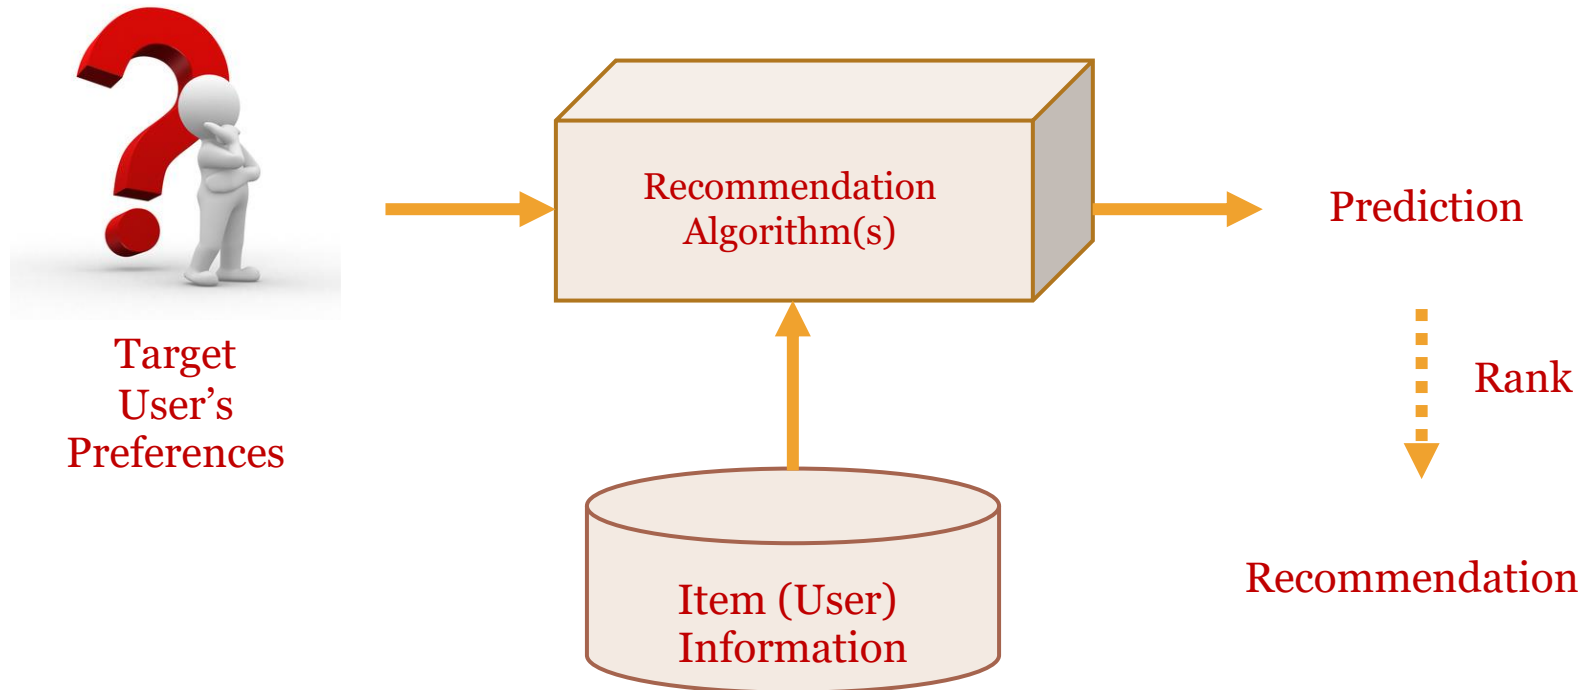 Target
User’s
Preferences
Recommendation
Algorithm(s)
Item (User)
Information
Prediction
Rank
Recommendation